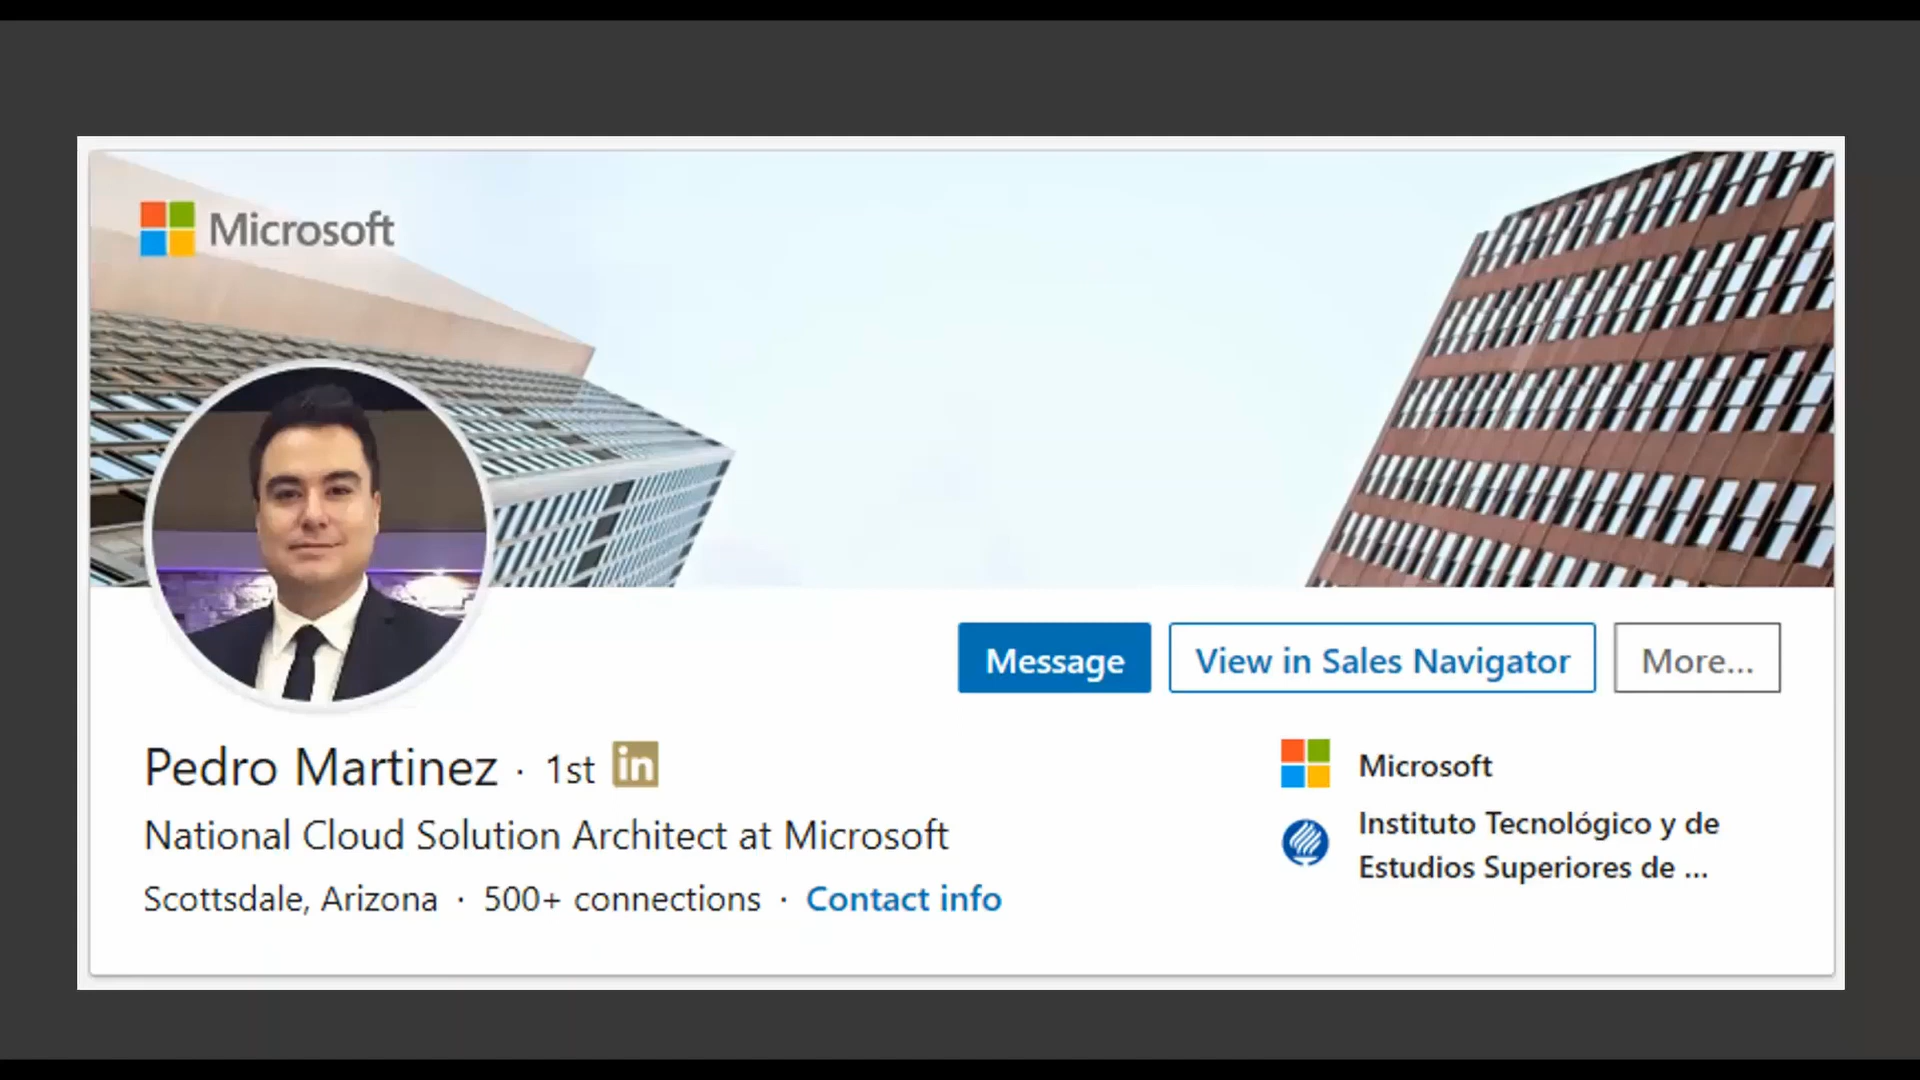 Microsoft
Message
View in Sales Navigator
More...
Pedro Martinez · 1st in
National Cloud Solution Architect at Microsoft
Scottsdale, Arizona · 500+ connections · Contact info
Microsoft
Instituto Tecnológico y de
Estudios Superiores de ...